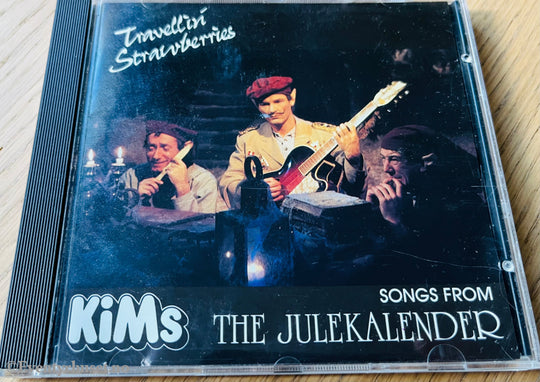 Travellin'
Strawberries
KiMs
SONGS FROM
THE JULEKALENDER